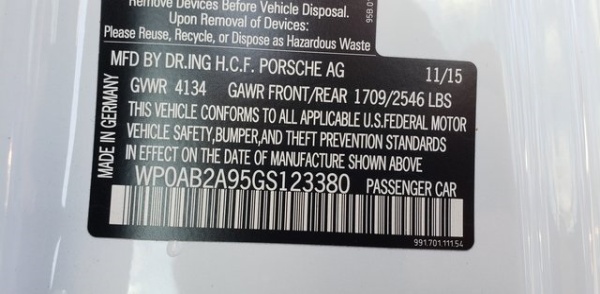 Remove Devices Before Vehicle Disposal.
Upon Removal of Devices:
Please Reuse, Recycle, or Dispose as Hazardous Waste
MFD BY DR.ING H.C.F. PORSCHE AG 11/15
GVWR 4134 GAWR FRONT/REAR 1709/2546 LBS
THIS VEHICLE CONFORMS TO ALL APPLICABLE U.S.FEDERAL MOTOR
VEHICLE SAFETY,BUMPER,AND THEFT PREVENTION STANDARDS
IN EFFECT ON THE DATE OF MANUFACTURE SHOWN ABOVE
WP0AB2A95GS123380 PASSENGER CAR
991.701.111.54
MADE IN GERMANY